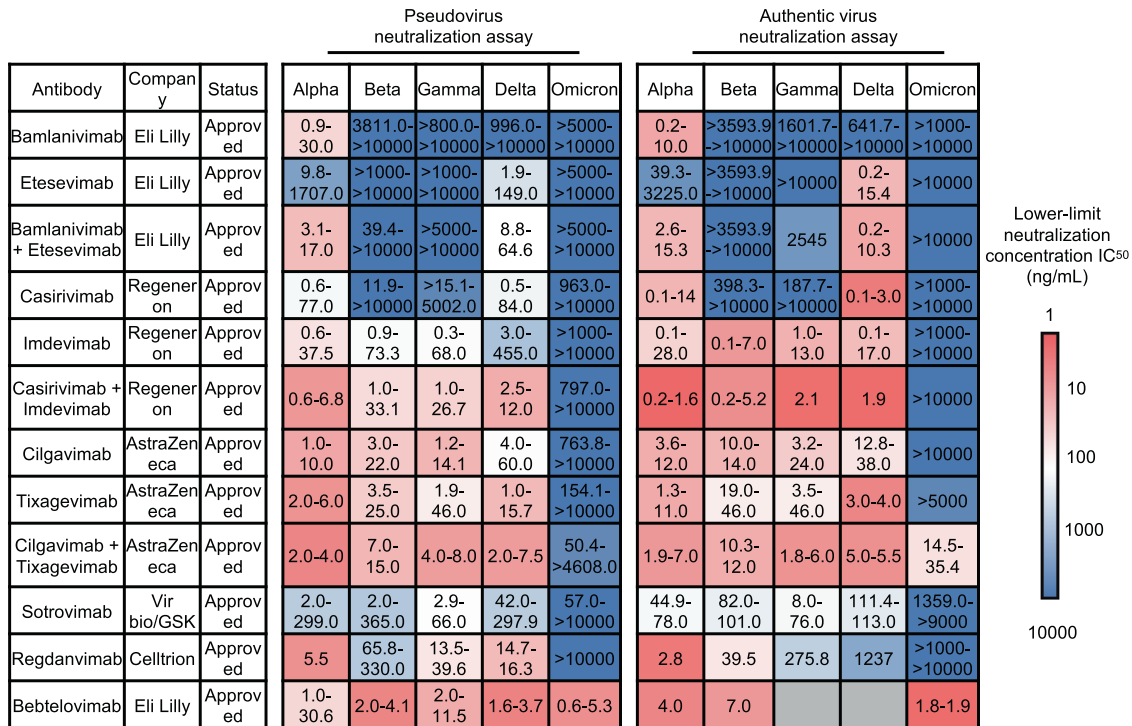 Pseudovirus
neutralization assay
Authentic virus
neutralization assay
Antibody Compan
y Status Alpha Beta Gamma Delta Omicron Alpha Beta Gamma Delta Omicron
Bamlanivimab Eli Lilly Approv
ed 0.9-
30.0 3811.0-
>10000 >800.0-
>10000 996.0-
>10000 >5000-
>10000 0.2-
10.0 >3593.9
->10000 1601.7-
>10000 641.7-
>10000 >1000-
>10000
Etesevimab Eli Lilly Approv
ed 9.8-
1707.0 >1000-
>10000 >1000-
>10000 1.9-
149.0 >5000-
>10000 39.3-
3225.0 >3593.9
->10000 >10000 0.2-
15.4 >1000-
>10000
Bamlanivimab
+ Etesevimab Eli Lilly Approv
ed 3.1-
17.0 39.4-
>10000 >5000-
>10000 8.8-
64.6 >5000-
>10000 2.6-
15.3 >3593.9
->10000 2545 0.2-
10.3 >10000
Casirivimab Regener
on Approv
ed 0.6-
77.0 11.9-
>10000 >15.1-
5002.0 0.5-
84.0 963.0-
>10000 0.1-14 398.3-
>10000 187.7-
>10000 0.1-3.0 >1000-
>10000
Imdevimab Regener
on Approv
ed 0.6-
37.5 0.9-
73.3 0.3-
68.0 3.0-
455.0 >1000-
>10000 0.1-
28.0 0.1-7.0 1.0-
13.0 0.1-
17.0 >1000-
>10000
Casirivimab +
Imdevimab Regener
on Approv
ed 0.6-6.8 1.0-
33.1 1.0-
26.7 2.5-
12.0 797.0-
>10000 0.2-1.6 0.2-5.2 2.1 1.9 >10000
Cilgavimab AstraZen
eca Approv
ed 1.0-
10.0 3.0-
22.0 1.2-
14.1 4.0-
60.0 763.8-
>10000 3.6-
12.0 10.0-
14.0 3.2-
24.0 12.8-
38.0 >10000
Tixagevimab AstraZen
eca Approv
ed 2.0-6.0 3.5-
25.0 1.9-
46.0 1.0-
15.7 154.1-
>10000 1.3-
11.0 19.0-
46.0 3.5-
46.0 3.0-4.0 >5000
Cilgavimab +
Tixagevimab AstraZen
eca Approv
ed 2.0-4.0 7.0-
15.0 4.0-8.0 2.0-7.5 50.4-
>4608.0 1.9-7.0 10.3-
12.0 1.8-6.0 5.0-5.5 14.5-
35.4
Sotrovimab Vir
bio/GSK Approv
ed 2.0-
299.0 2.0-
365.0 2.9-
66.0 42.0-
297.9 57.0-
>10000 44.9-
78.0 82.0-
101.0 8.0-
76.0 111.4-
113.0 1359.0-
>9000
Regdanvimab Celltrion Approv
ed 5.5 65.8-
330.0 13.5-
39.6 14.7-
16.3 >10000 2.8 39.5 275.8 1237 >1000-
>10000
Bebtelovimab Eli Lilly Approv
ed 1.0-
30.6 2.0-4.1 2.0-
11.5 1.6-3.7 0.6-5.3 4.0 7.0 1.8-1.9
Lower-limit
neutralization
concentration IC50
(ng/mL)
1
10
100
1000
10000